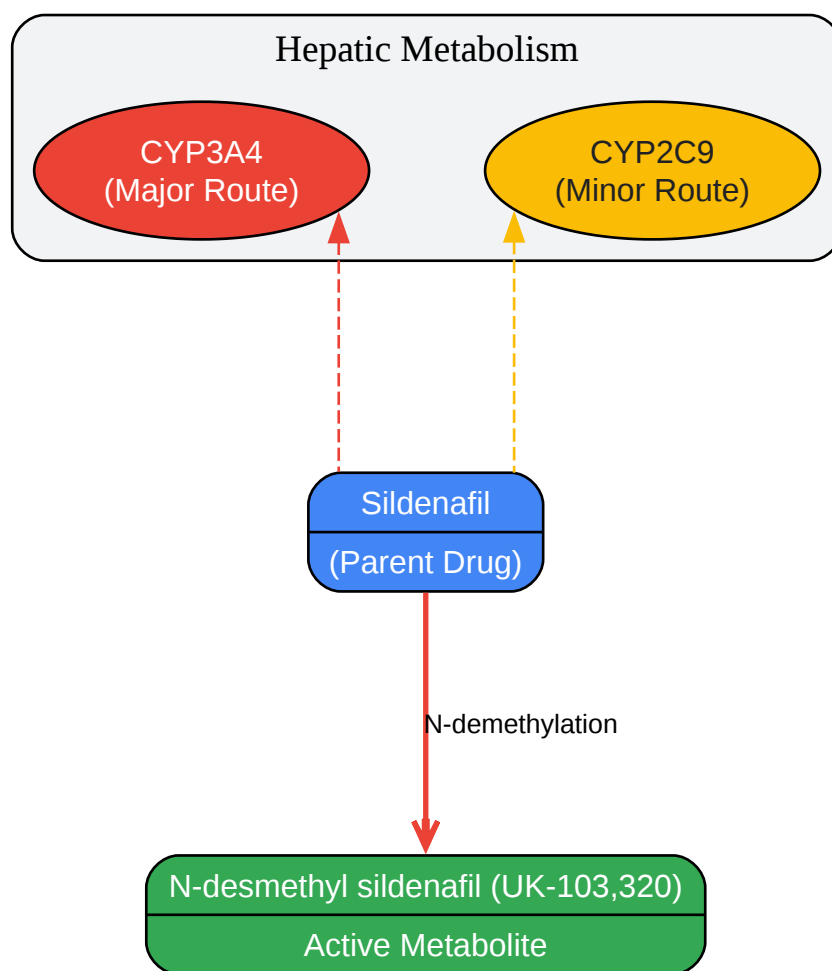 Hepatic Metabolism
CYP3A4
(Major Route)
CYP2C9
(Minor Route)
Sildenafil
(Parent Drug)
N-demethylation
N-desmethyl sildenafil (UK-103,320)
Active Metabolite